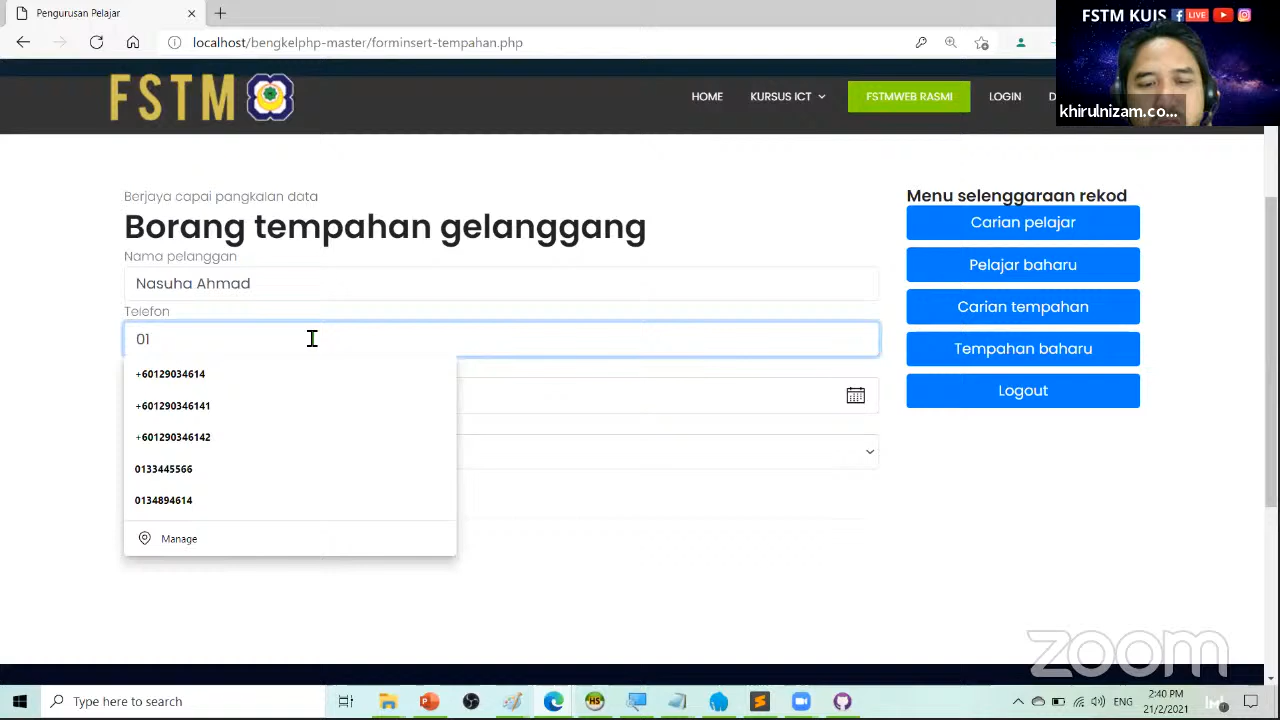 Pengurusan Pelajar
localhost/bengkelphp-master/forminsert-tempahan.php
FSTM KUIS
LIVE
khirulnizam.co...
FSTM
HOME
KURSUS ICT
FSTMWEB RASMI
LOGIN
D
Berjaya capai pangkalan data
Borang tempahan gelanggang
Nama pelanggan
Nasuha Ahmad
Telefon
01
+60129034614
+601290346141
+601290346142
0133445566
0134894614
Manage
Menu selenggaraan rekod
Carian pelajar
Pelajar baharu
Carian tempahan
Tempahan baharu
Logout
zoom
Type here to search
ENG
2:40 PM
21/2/2021